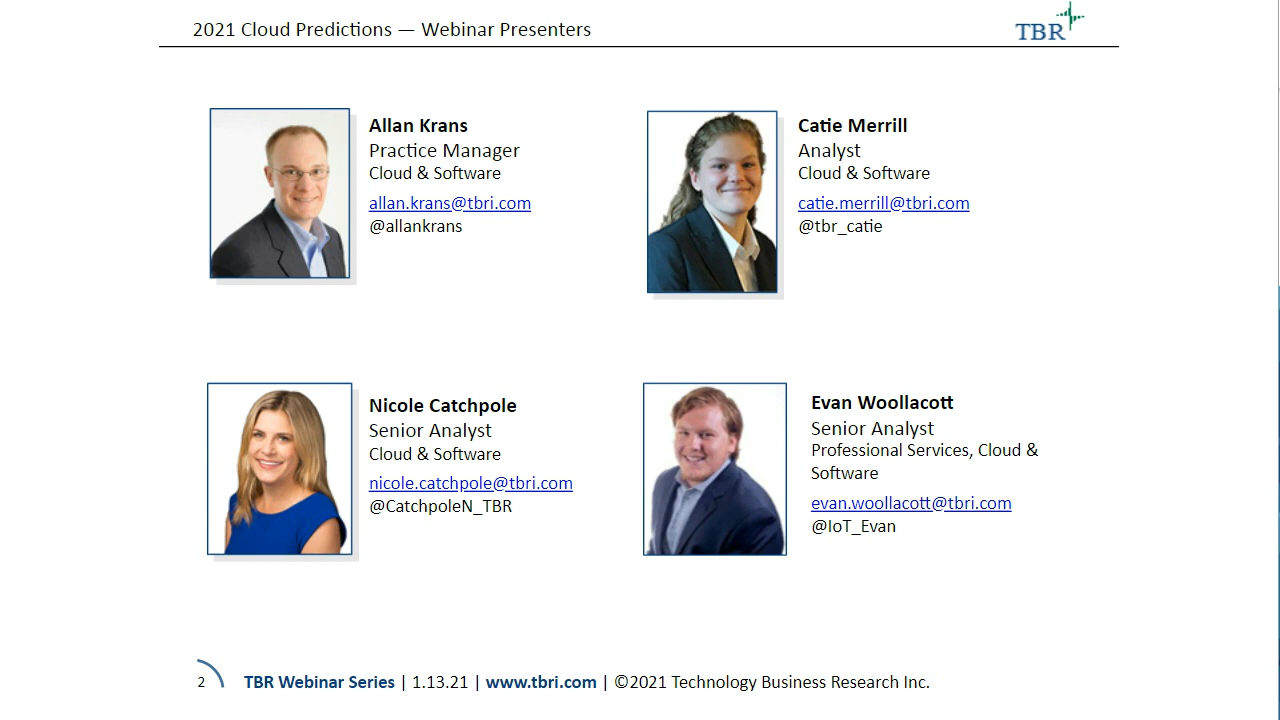 2021 Cloud Predictions — Webinar Presenters
TBR
Allan Krans
Practice Manager
Cloud & Software
allan.krans@tbri.com
@allankrans
Catie Merrill
Analyst
Cloud & Software
catie.merrill@tbri.com
@tbr_catie
Nicole Catchpole
Senior Analyst
Cloud & Software
nicole.catchpole@tbri.com
@CatchpoleN_TBR
Evan Woollacott
Senior Analyst
Professional Services, Cloud &
Software
evan.woollacott@tbri.com
@IoT_Evan
2 TBR Webinar Series | 1.13.21 | www.tbri.com | ©2021 Technology Business Research Inc.